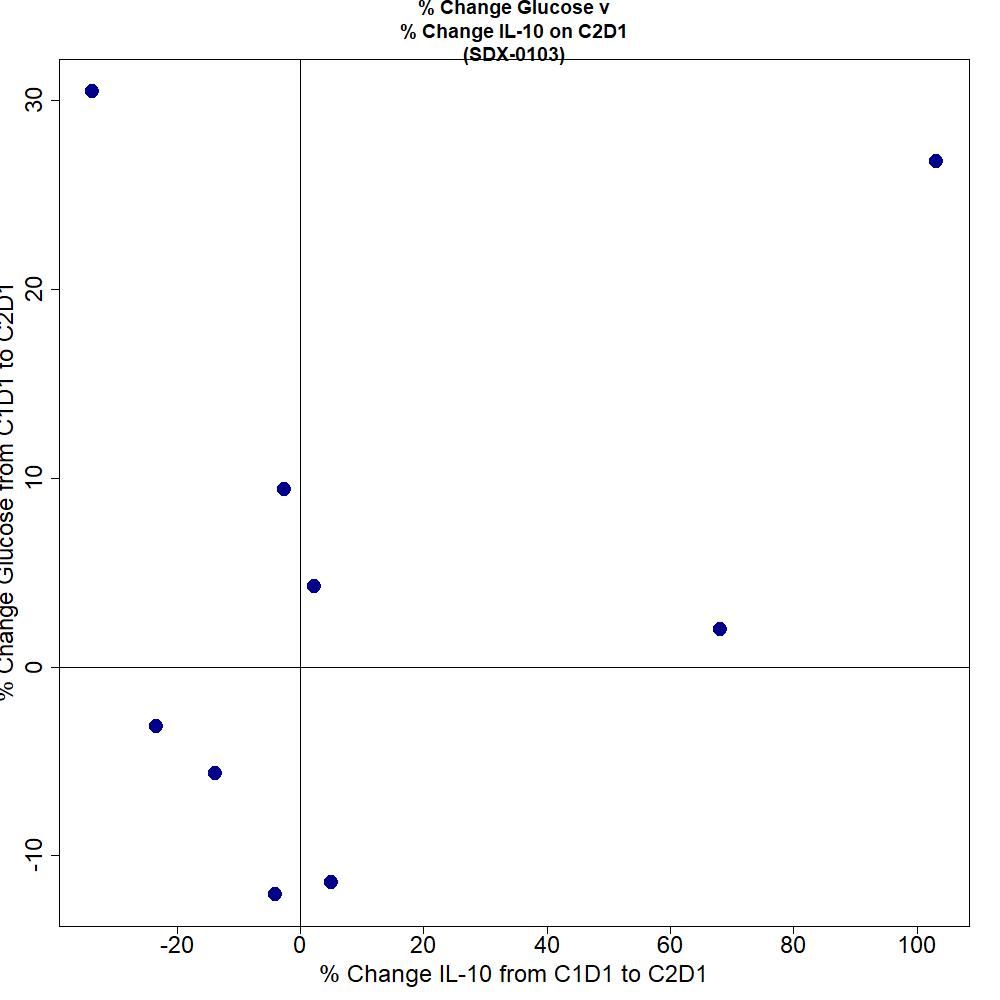 % Change Glucose v
% Change IL-10 on C2D1
(SDX-0103)
% Change Glucose from C1D1 to C2D1
30
20
10
0
-10
-20
0
20
40
60
80
100
% Change IL-10 from C1D1 to C2D1